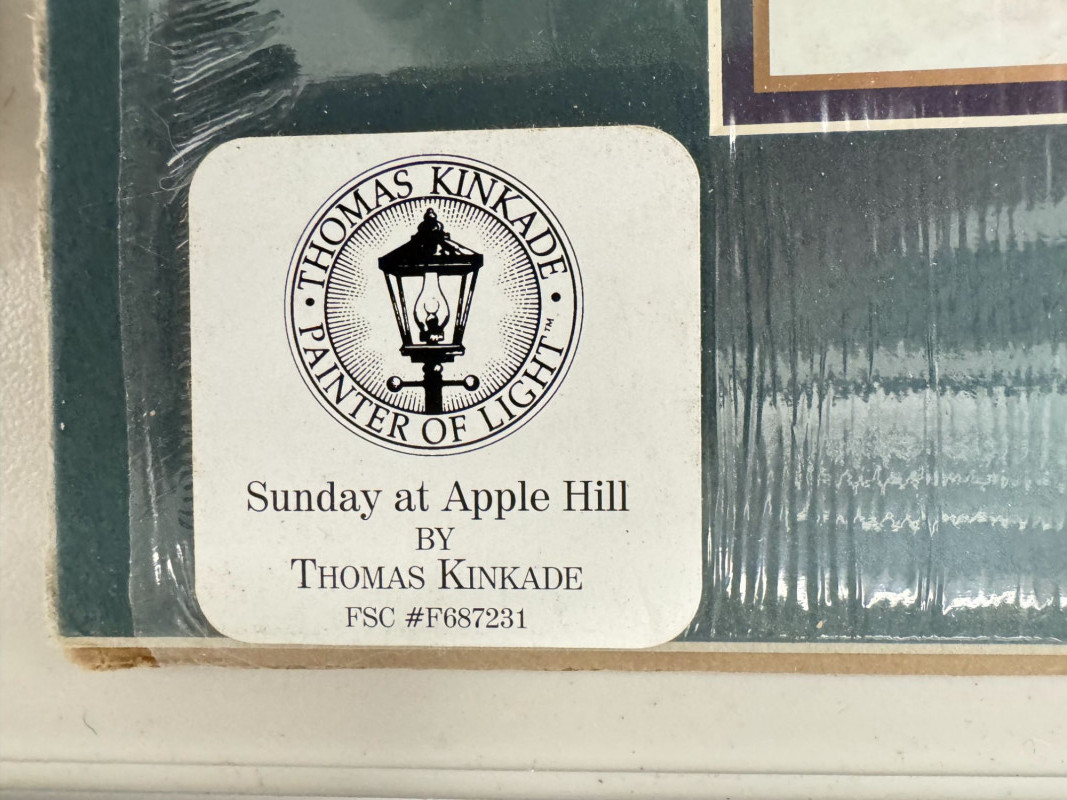 THOMAS KINKADE
• PAINTER OF LIGHT™ •
Sunday at Apple Hill
BY
THOMAS KINKADE
FSC #F687231